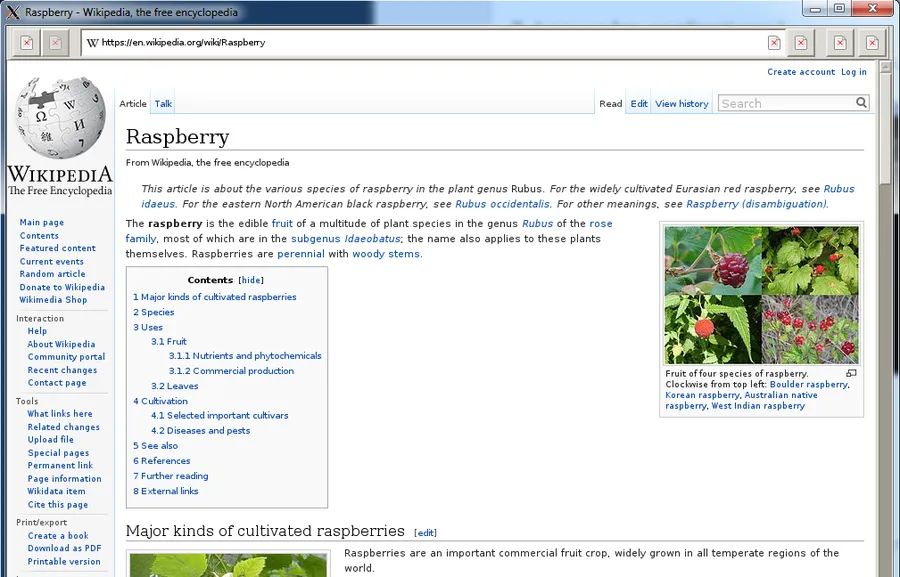 Raspberry - Wikipedia, the free encyclopedia
https://en.wikipedia.org/wiki/Raspberry
Create account Log in
Article Talk Read Edit View history Search
WIKIPEDIA
The Free Encyclopedia
Main page
Contents
Featured content
Current events
Random article
Donate to Wikipedia
Wikimedia Shop
Interaction
Help
About Wikipedia
Community portal
Recent changes
Contact page
Tools
What links here
Related changes
Upload file
Special pages
Permanent link
Page information
Wikidata item
Cite this page
Print/export
Create a book
Download as PDF
Printable version
Raspberry
From Wikipedia, the free encyclopedia
This article is about the various species of raspberry in the plant genus Rubus. For the widely cultivated Eurasian red raspberry, see Rubus
idaeus. For the eastern North American black raspberry, see Rubus occidentalis. For other meanings, see Raspberry (disambiguation).
The raspberry is the edible fruit of a multitude of plant species in the genus Rubus of the rose
family, most of which are in the subgenus Idaeobatus; the name also applies to these plants
themselves. Raspberries are perennial with woody stems.
Contents [hide]
1 Major kinds of cultivated raspberries
2 Species
3 Uses
3.1 Fruit
3.1.1 Nutrients and phytochemicals
3.1.2 Commercial production
3.2 Leaves
4 Cultivation
4.1 Selected important cultivars
4.2 Diseases and pests
5 See also
6 References
7 Further reading
8 External links
Fruit of four species of raspberry.
Clockwise from top left: Boulder raspberry,
Korean raspberry, Australian native
raspberry, West Indian raspberry
Major kinds of cultivated raspberries [edit]
Raspberries are an important commercial fruit crop, widely grown in all temperate regions of the
world.